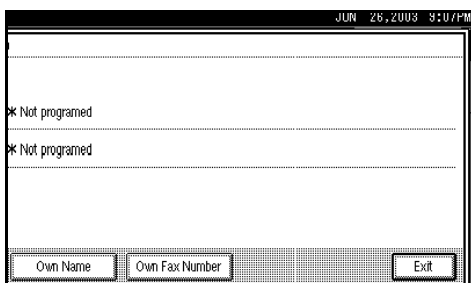 JUN 26,2003 9:07PM
* Not programed
* Not programed
Own Name Own Fax Number Exit